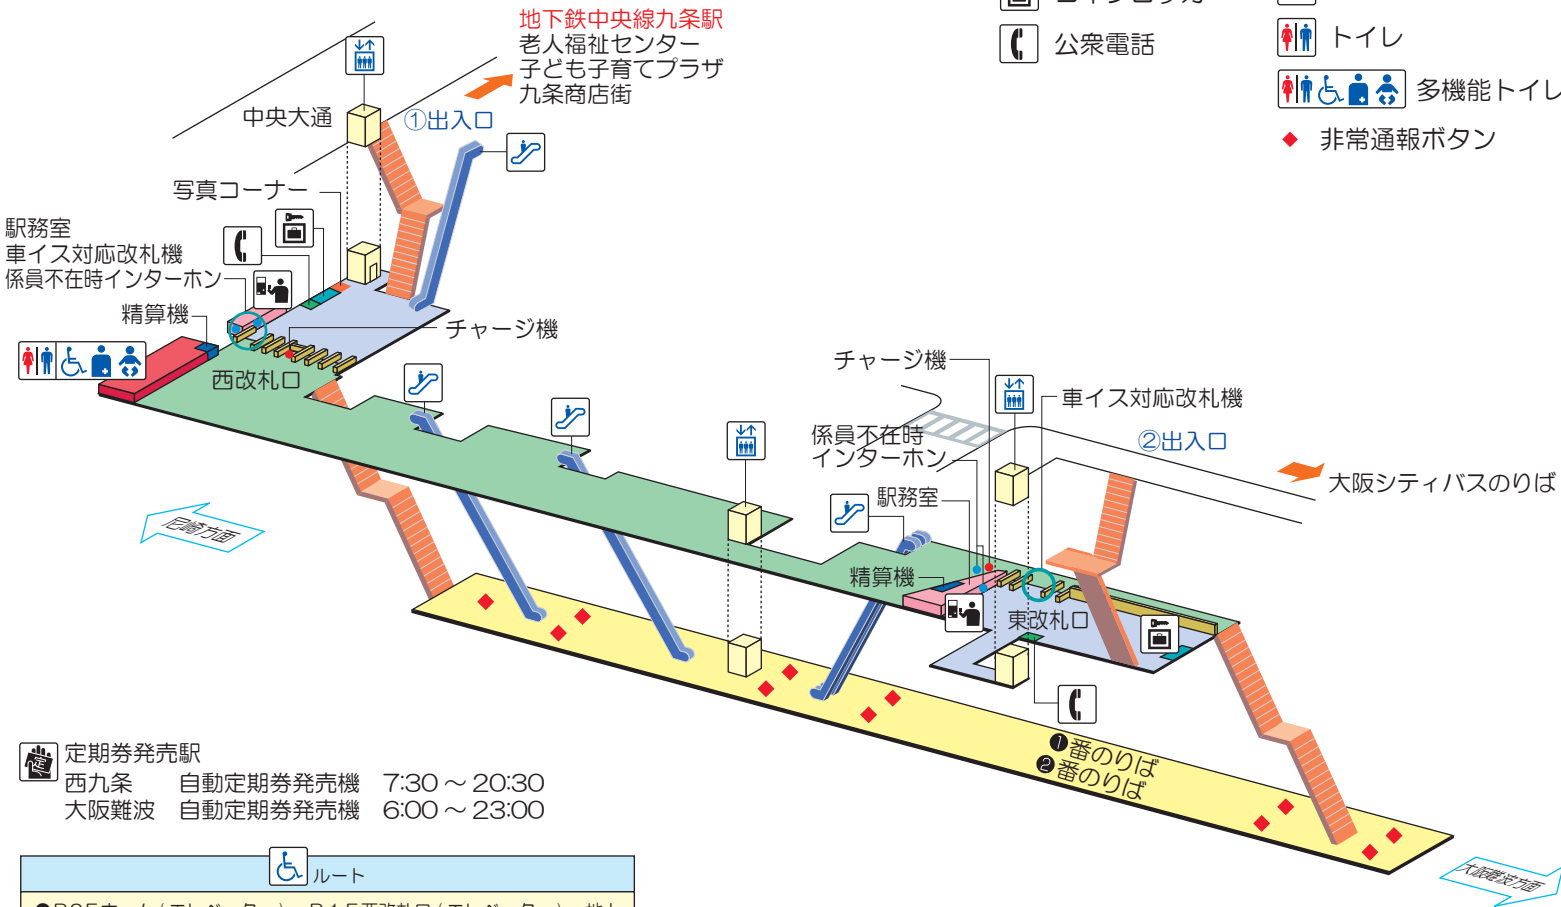 地下鉄中央線九条駅
老人福祉センター
子ども子育てプラザ
九条商店街
中央大通
①出入口
公衆電話
トイレ
多機能トイレ
非常通報ボタン
写真コーナー
駅務室
車イス対応改札機
係員不在時インターホン
精算機
チャージ機
西改札口
チャージ機
車イス対応改札機
②出入口
係員不在時
インターホン
大阪シティバスのりば
駅務室
精算機
東改札口
尼崎方面
❶番のりば
❷番のりば
大阪難波方面
定期券発売駅
西九条 自動定期券発売機 7:30～20:30
大阪難波 自動定期券発売機 6:00～23:00
ルート